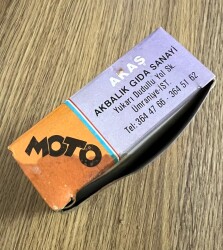 AKAS
AKBALIK GIDA SANAYİ
Yukarı Dudullu Yol Sk.
Ümraniye-İST.
Tel: 364 47 66 - 364 51 62
MOTO